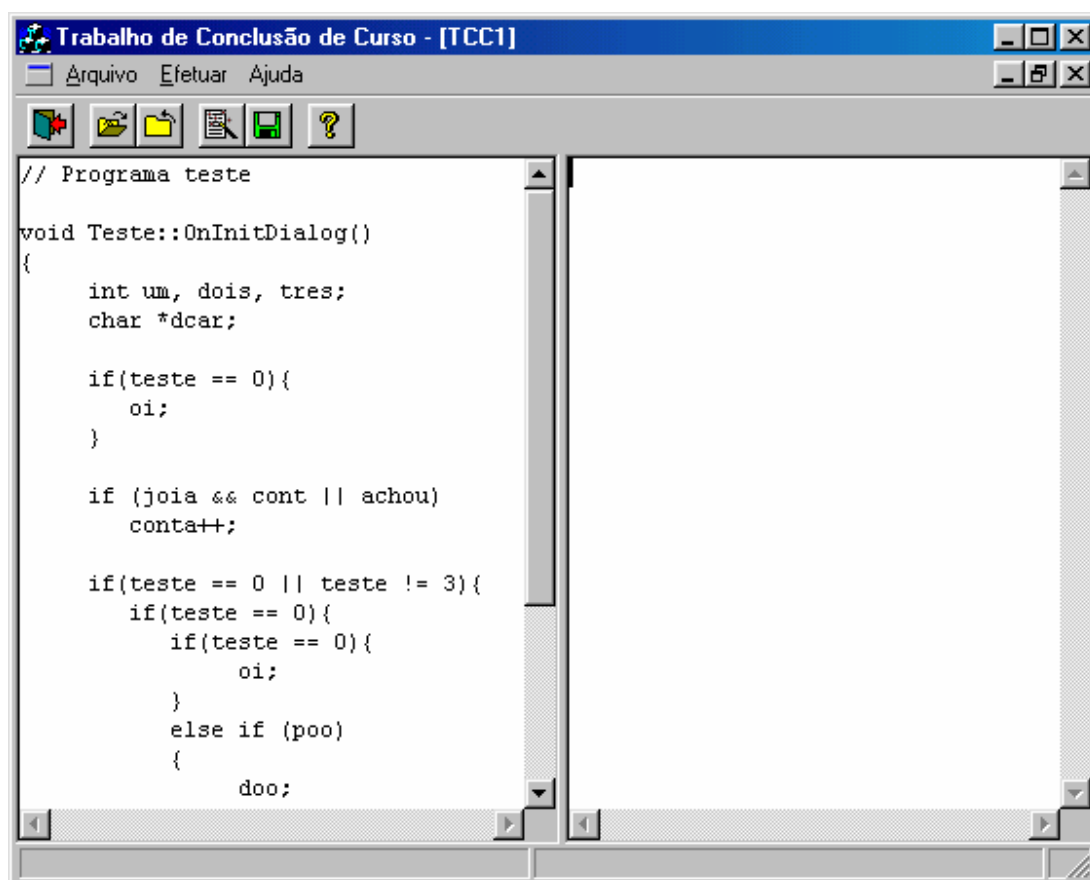 Trabalho de Conclusão de Curso - [TCC1]
Arquivo Efetuar Ajuda
// Programa teste
void Teste::OnInitDialog()
{
int um, dois, tres;
char *dcar;
if(teste == 0){
oi;
}
if (joia && cont || achou)
conta++;
if(teste == 0 || teste != 3){
if(teste == 0){
if(teste == 0){
oi;
}
else if (poo)
{
doo;